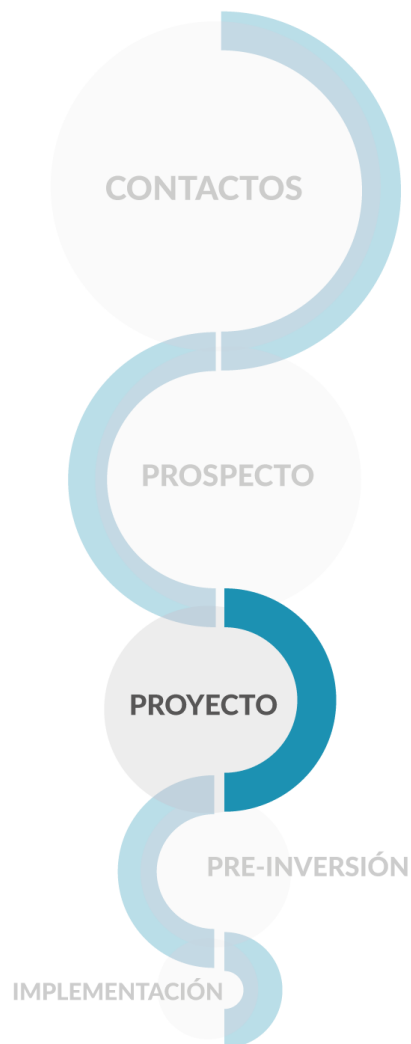 CONTACTOS
PROSPECTO
PROYECTO
PRE-INVERSIÓN
IMPLEMENTACIÓN